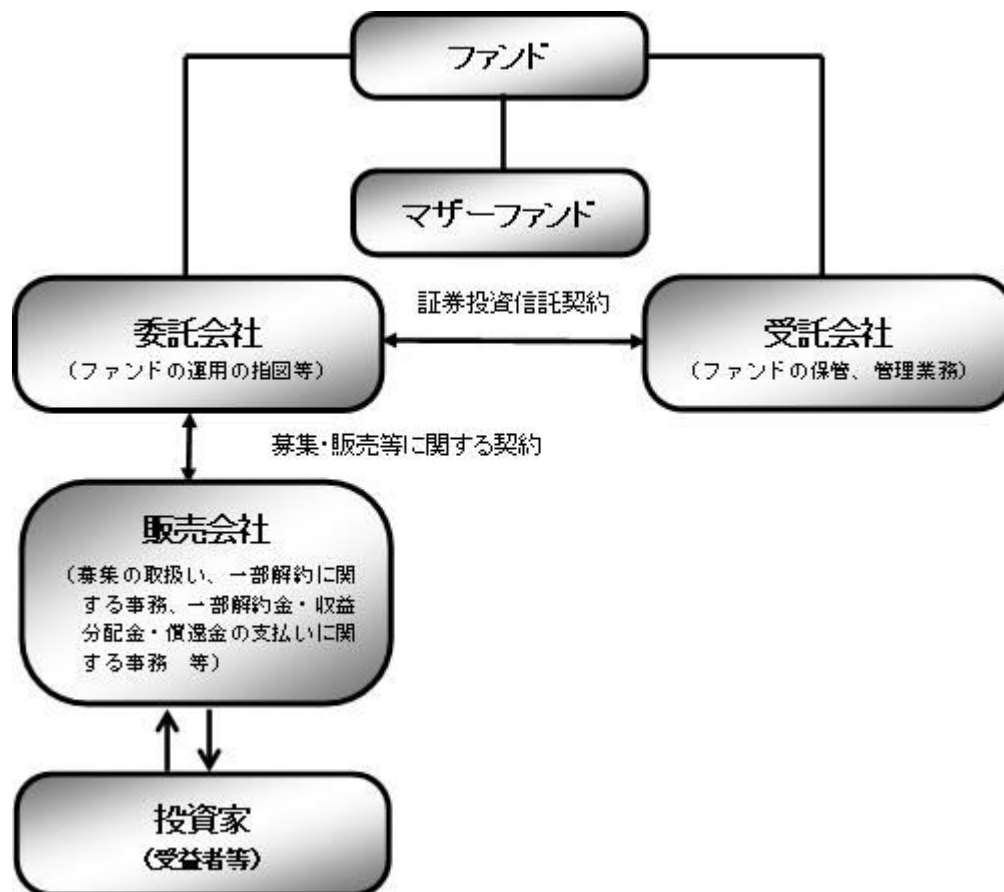 ファンド
マザーファンド
証券投資信託契約
委託会社
(ファンドの運用の指図等)
受託会社
(ファンドの保管、管理業務)
募集・販売等に関する契約
販売会社
(募集の取扱い、一部解約に関
する事務、一部解約金・収益
分配金・償還金の支払いに関
する事務　等)
投資家
(受益者等)